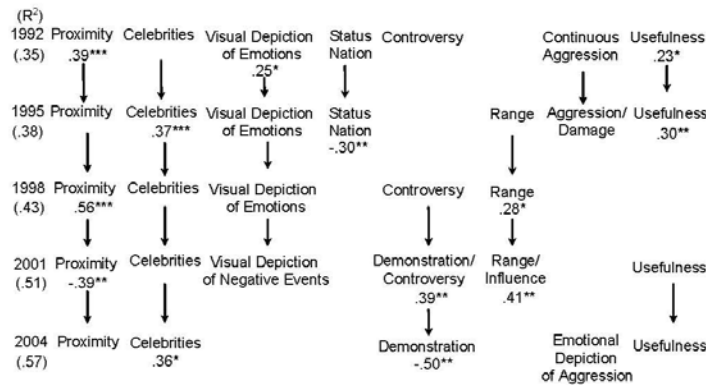 (R²)
1992 Proximity Celebrities Visual Depiction Status Controversy Continuous Usefulness
(.35) .39*** of Emotions Nation Aggression .23*
.25*
1995 Proximity Celebrities Visual Depiction Status Range Aggression/ Usefulness
(.38) .37*** of Emotions Nation Damage .30**
-.30**
1998 Proximity Celebrities Visual Depiction Controversy Range
(.43) .56*** of Emotions .28*
2001 Proximity Celebrities Visual Depiction Demonstration/ Range/ Usefulness
(.51) -.39** of Negative Events Controversy Influence
.39** .41**
2004 Proximity Celebrities Demonstration Emotional Usefulness
(.57) .36* -.50** Depiction
of Aggression